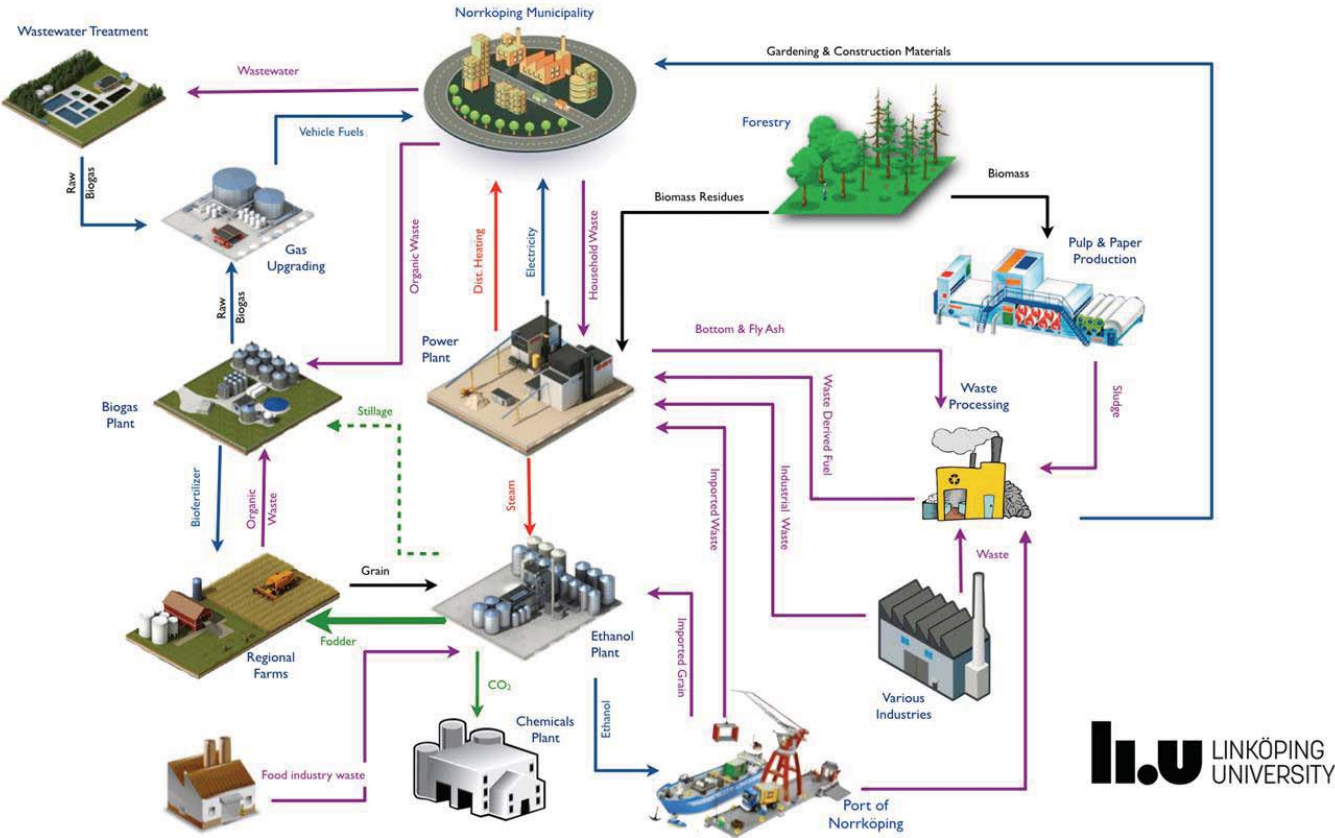 Norrköping Municipality
Wastewater Treatment
Wastewater
Gardening & Construction Materials
Vehicle Fuels
Forestry
Biomass
Raw
Biogas
Biomass Residues
Organic Waste
Dist. Heating
Electricity
Household Waste
Pulp & Paper
Production
Gas
Upgrading
Raw
Biogas
Power
Plant
Bottom & Fly Ash
Waste
Processing
Sludge
Waste Derived Fuel
Biogas
Plant
Stillage
Imported Waste
Industrial Waste
Biofertilizer
Organic
Waste
Steam
Waste
Grain
Fodder
Regional
Farms
Ethanol
Plant
Imported Grain
CO₂
Various
Industries
Chemicals
Plant
Ethanol
Food industry waste
Port of
Norrköping
li.u LINKÖPING
UNIVERSITY